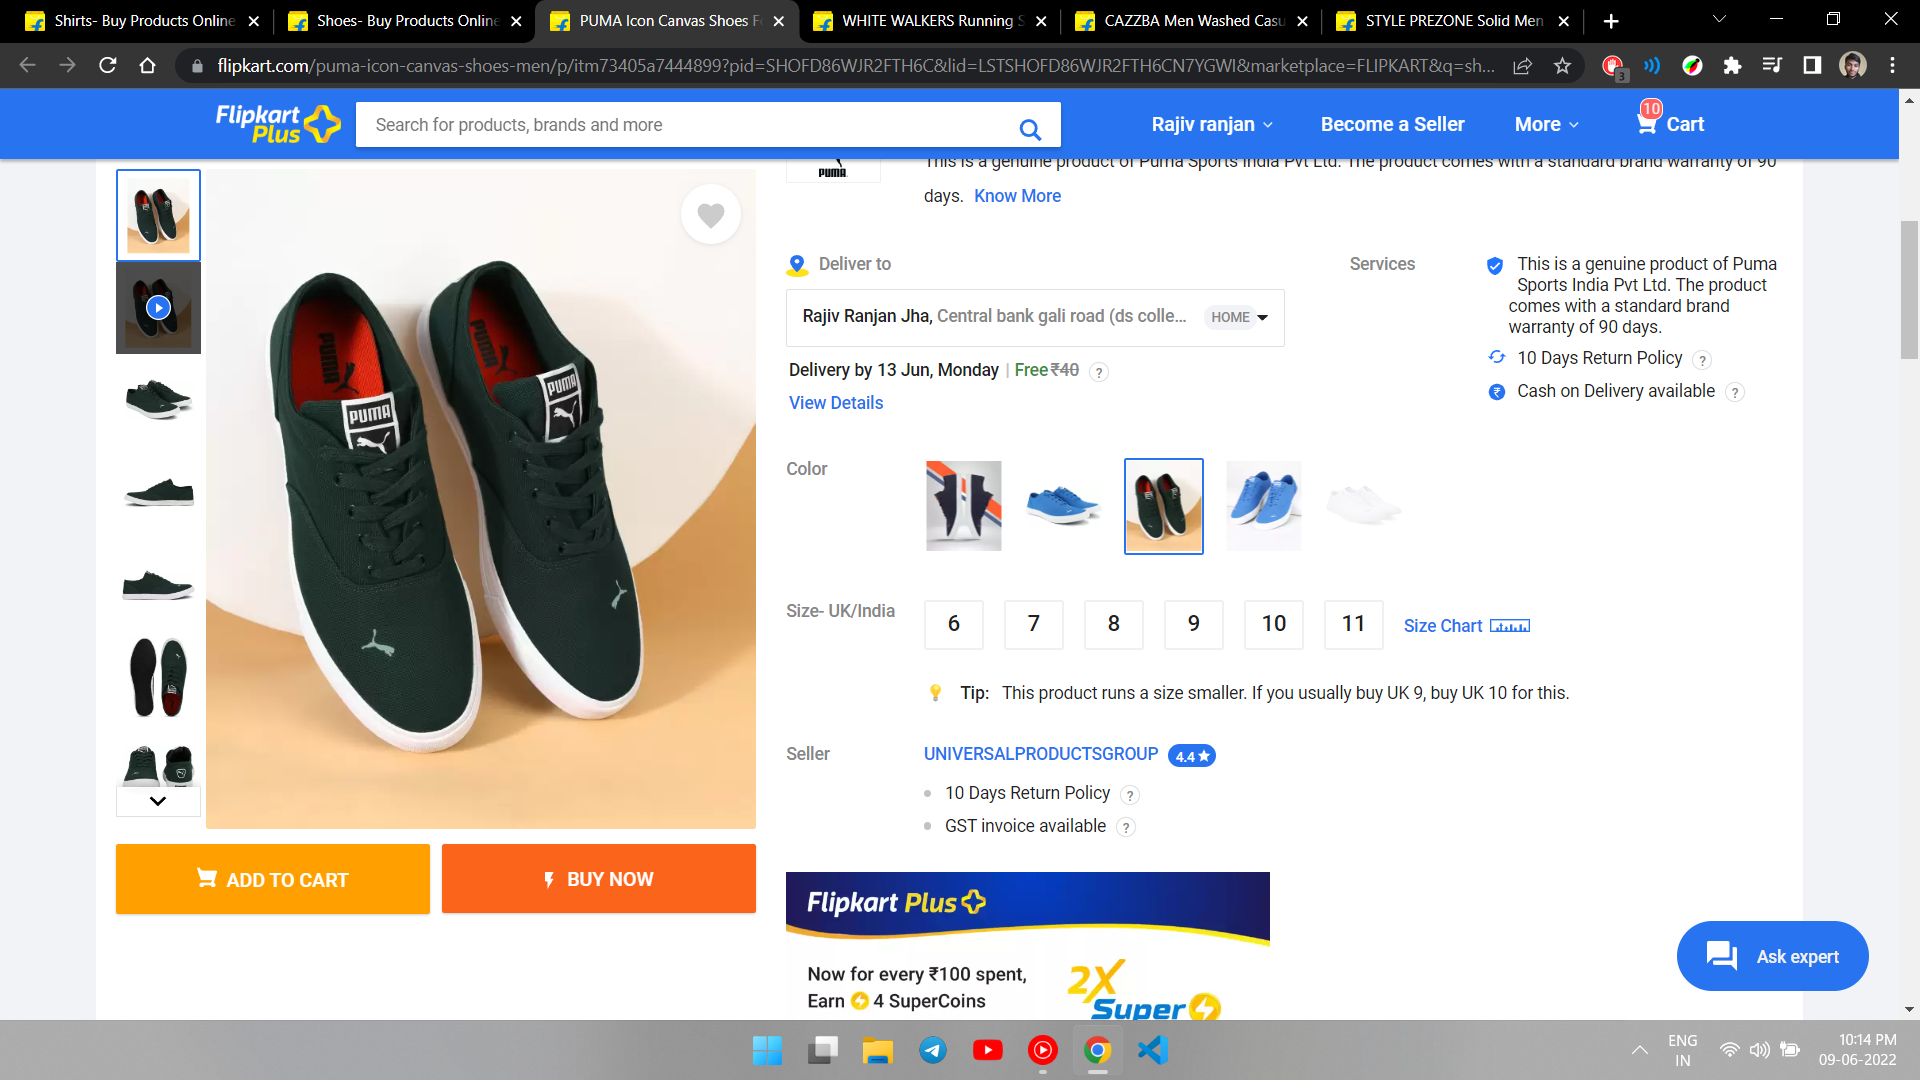 Shirts- Buy Products Online
Shoes- Buy Products Online
PUMA Icon Canvas Shoes F
WHITE WALKERS Running S
CAZZBA Men Washed Casu
STYLE PREZONE Solid Men
flipkart.com/puma-icon-canvas-shoes-men/p/itm73405a7444899?pid=SHOFD86WJR2FTH6C&lid=LSTSHOFD86WJR2FTH6CN7YGWI&marketplace=FLIPKART&q=sh...
3
Flipkart
Plus
Search for products, brands and more
Rajiv ranjan
Become a Seller
More
10
Cart
PUMA
This is a genuine product of Puma Sports India Pvt Ltd. The product comes with a standard brand warranty of 90
days. Know More
Deliver to
Rajiv Ranjan Jha, Central bank gali road (ds colle...
HOME
Delivery by 13 Jun, Monday | Free ₹40 ?
View Details
Services
This is a genuine product of Puma
Sports India Pvt Ltd. The product
comes with a standard brand
warranty of 90 days.
10 Days Return Policy ?
₹ Cash on Delivery available ?
PUMA
PUMA
PUMA
PUMA
Color
Size- UK/India
6
7
8
9
10
11
Size Chart
Tip: This product runs a size smaller. If you usually buy UK 9, buy UK 10 for this.
Seller
UNIVERSALPRODUCTSGROUP 4.4★
10 Days Return Policy ?
GST invoice available ?
ADD TO CART
BUY NOW
Flipkart Plus
Now for every ₹100 spent,
Earn 4 SuperCoins
2X
Super
Ask expert
ENG
IN
10:14 PM
09-06-2022